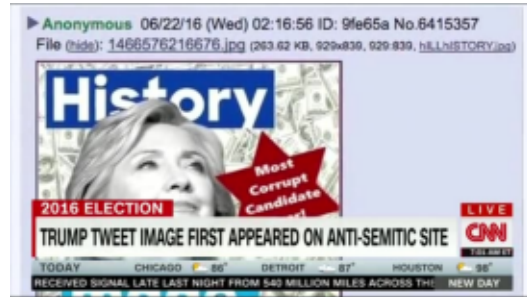 Anonymous 06/22/16 (Wed) 02:16:56 ID: 9fe65a No.6415357
File (hide): 1466576216676.jpg (263.62 KB, 929x839, 929:839, hILLhISTORY.jpg)
History
Most
Corrupt
Candidate
2016 ELECTION
LIVE
TRUMP TWEET IMAGE FIRST APPEARED ON ANTI-SEMITIC SITE
CNN
7:01 AM ET
TODAY CHICAGO 86° DETROIT 87° HOUSTON 98°
RECEIVED SIGNAL LATE LAST NIGHT FROM 540 MILLION MILES ACROSS THE NEW DAY